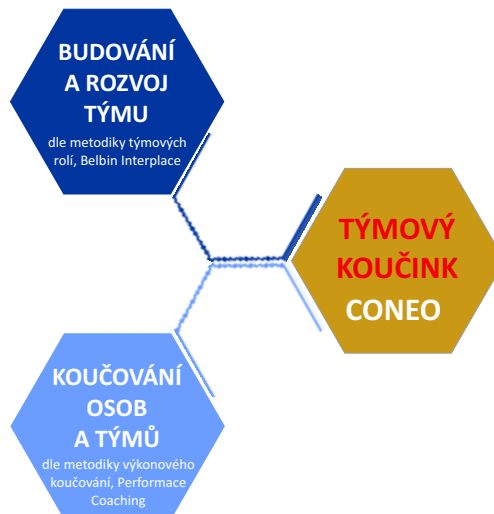 BUDOVÁNÍ
A ROZVOJ
TÝMU
dle metodiky týmových
rolí, Belbin Interplace
TÝMOVÝ
KOUČINK
CONEO
KOUČOVÁNÍ
OSOB
A TÝMŮ
dle metodiky výkonového
koučování, Performace
Coaching